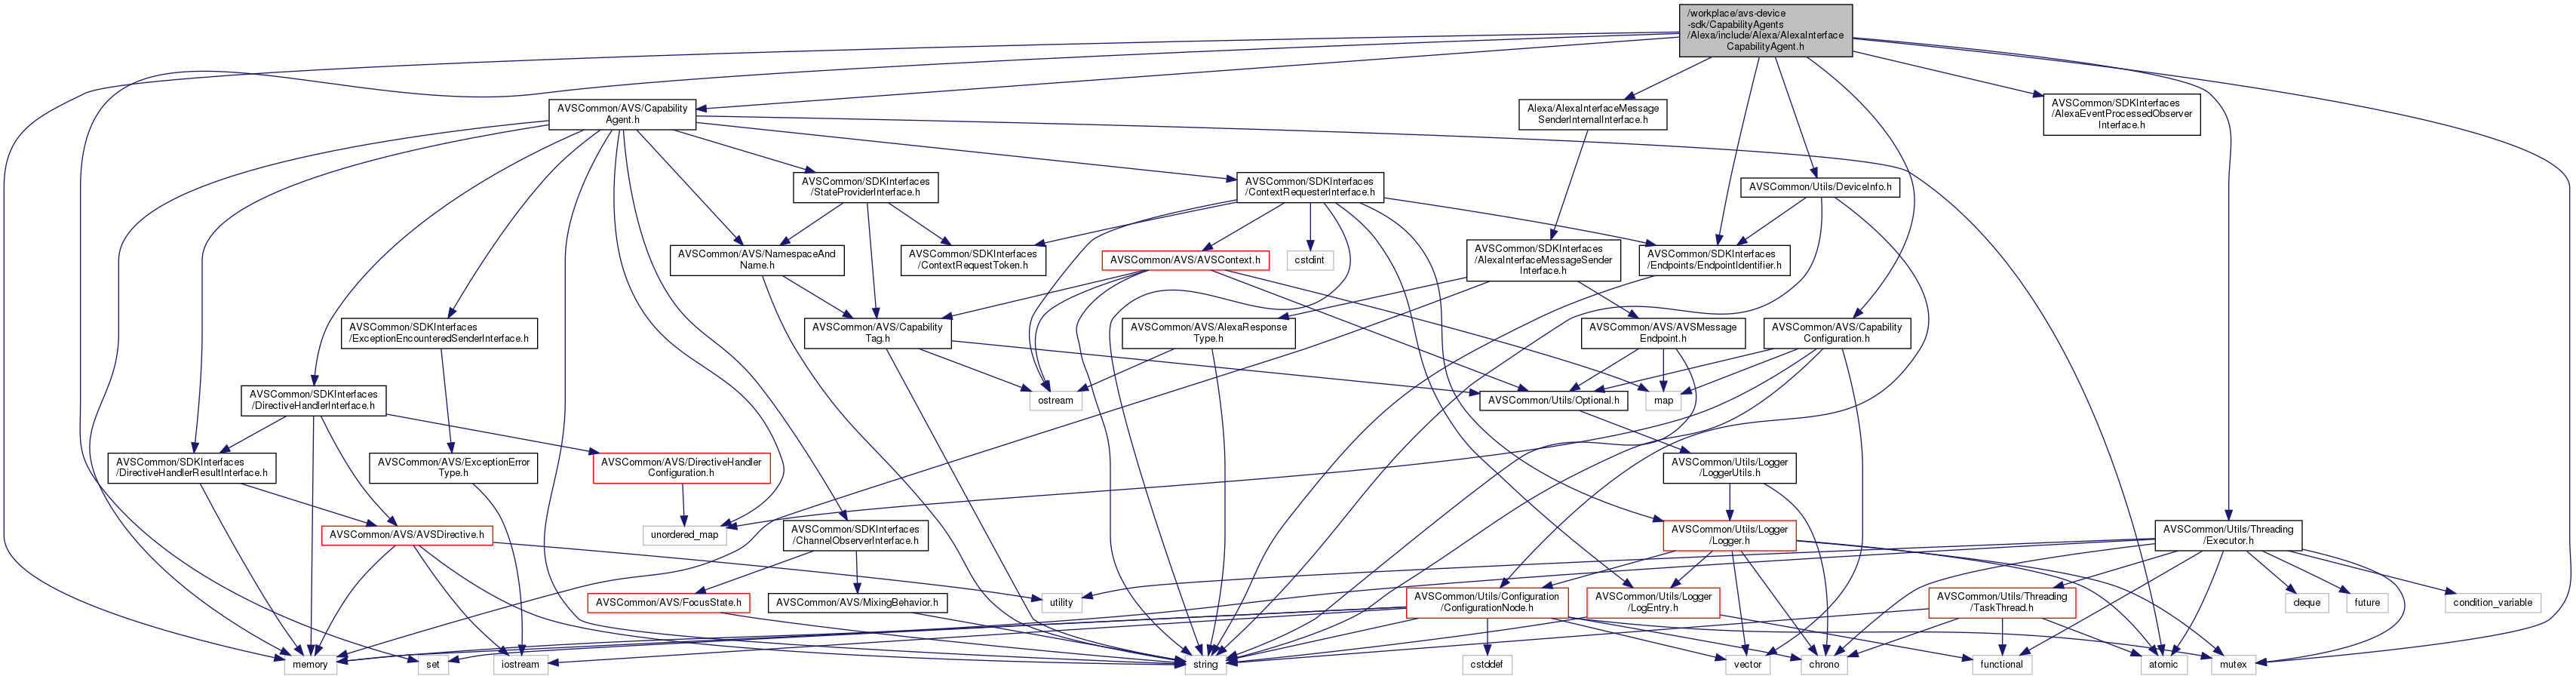 /workplace/avs-device
-sdk/CapabilityAgents
/Alexa/include/Alexa/AlexaInterface
CapabilityAgent.h
AVSCommon/AVS/Capability
Agent.h
Alexa/AlexaInterfaceMessage
SenderInternalInterface.h
AVSCommon/SDKInterfaces
/AlexaEventProcessedObserver
Interface.h
AVSCommon/SDKInterfaces
/StateProviderInterface.h
AVSCommon/SDKInterfaces
/ContextRequesterInterface.h
AVSCommon/Utils/DeviceInfo.h
AVSCommon/AVS/NamespaceAnd
Name.h
AVSCommon/SDKInterfaces
/ContextRequestToken.h
AVSCommon/AVS/AVSContext.h
cstdint
AVSCommon/SDKInterfaces
/AlexaInterfaceMessageSender
Interface.h
AVSCommon/SDKInterfaces
/Endpoints/EndpointIdentifier.h
AVSCommon/SDKInterfaces
/ExceptionEncounteredSenderInterface.h
AVSCommon/AVS/Capability
Tag.h
AVSCommon/AVS/AlexaResponse
Type.h
AVSCommon/AVS/AVSMessage
Endpoint.h
AVSCommon/AVS/Capability
Configuration.h
AVSCommon/SDKInterfaces
/DirectiveHandlerInterface.h
ostream
AVSCommon/Utils/Optional.h
map
AVSCommon/SDKInterfaces
/DirectiveHandlerResultInterface.h
AVSCommon/AVS/ExceptionError
Type.h
AVSCommon/AVS/DirectiveHandler
Configuration.h
AVSCommon/Utils/Logger
/LoggerUtils.h
AVSCommon/AVS/AVSDirective.h
unordered_map
AVSCommon/SDKInterfaces
/ChannelObserverInterface.h
AVSCommon/Utils/Logger
/Logger.h
AVSCommon/Utils/Threading
/Executor.h
AVSCommon/AVS/FocusState.h
AVSCommon/AVS/MixingBehavior.h
utility
AVSCommon/Utils/Configuration
/ConfigurationNode.h
AVSCommon/Utils/Logger
/LogEntry.h
AVSCommon/Utils/Threading
/TaskThread.h
deque
future
condition_variable
memory
set
iostream
string
cstddef
vector
chrono
functional
atomic
mutex